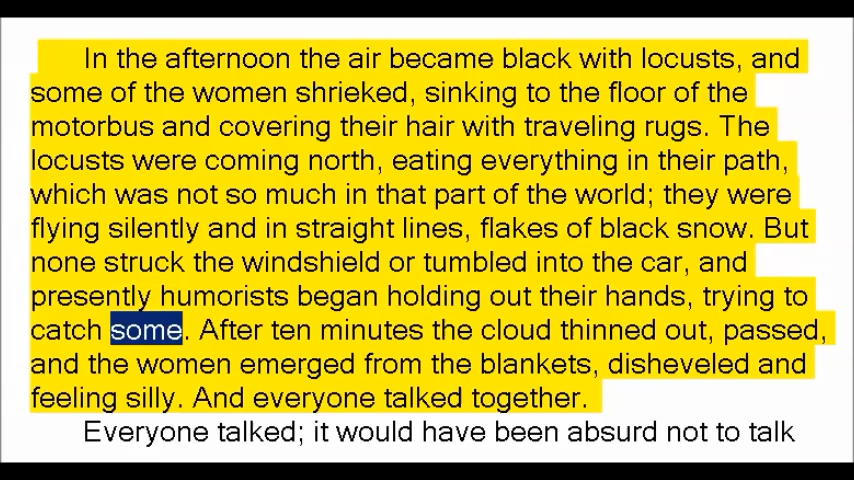 In the afternoon the air became black with locusts, and
some of the women shrieked, sinking to the floor of the
motorbus and covering their hair with traveling rugs. The
locusts were coming north, eating everything in their path,
which was not so much in that part of the world; they were
flying silently and in straight lines, flakes of black snow. But
none struck the windshield or tumbled into the car, and
presently humorists began holding out their hands, trying to
catch some. After ten minutes the cloud thinned out, passed,
and the women emerged from the blankets, disheveled and
feeling silly. And everyone talked together.
Everyone talked; it would have been absurd not to talk